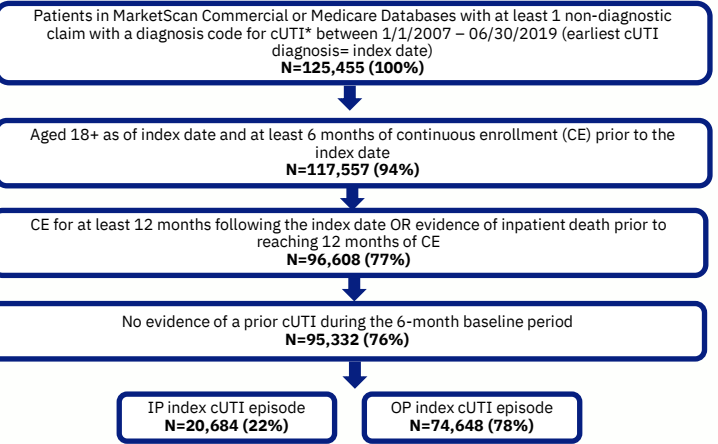 Patients in MarketScan Commercial or Medicare Databases with at least 1 non-diagnostic
claim with a diagnosis code for cUTI* between 1/1/2007 – 06/30/2019 (earliest cUTI
diagnosis= index date)
N=125,455 (100%)
Aged 18+ as of index date and at least 6 months of continuous enrollment (CE) prior to the
index date
N=117,557 (94%)
CE for at least 12 months following the index date OR evidence of inpatient death prior to
reaching 12 months of CE
N=96,608 (77%)
No evidence of a prior cUTI during the 6-month baseline period
N=95,332 (76%)
IP index cUTI episode
N=20,684 (22%)
OP index cUTI episode
N=74,648 (78%)